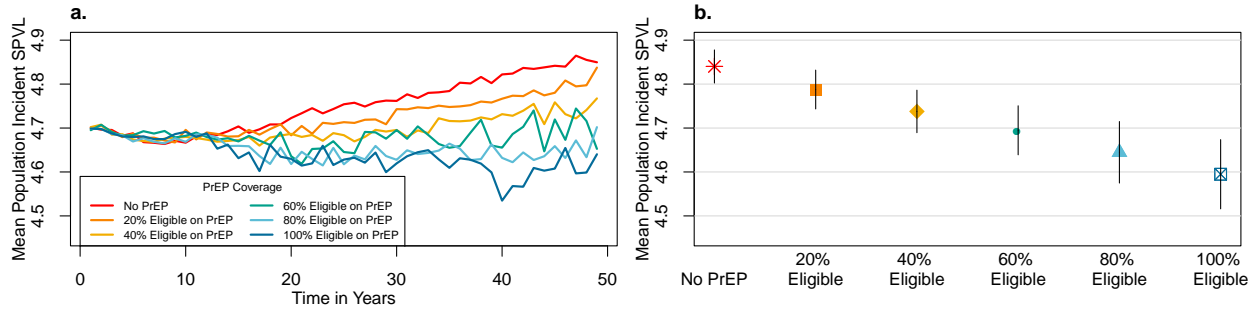 a.
Mean Population Incident SPVL
4.9
4.8
4.7
4.6
4.5
PrEP Coverage
No PrEP
20% Eligible on PrEP
40% Eligible on PrEP
60% Eligible on PrEP
80% Eligible on PrEP
100% Eligible on PrEP
0 10 20 30 40 50
Time in Years
b.
Mean Population Incident SPVL
4.9
4.8
4.7
4.6
4.5
No PrEP
20%
Eligible
40%
Eligible
60%
Eligible
80%
Eligible
100%
Eligible